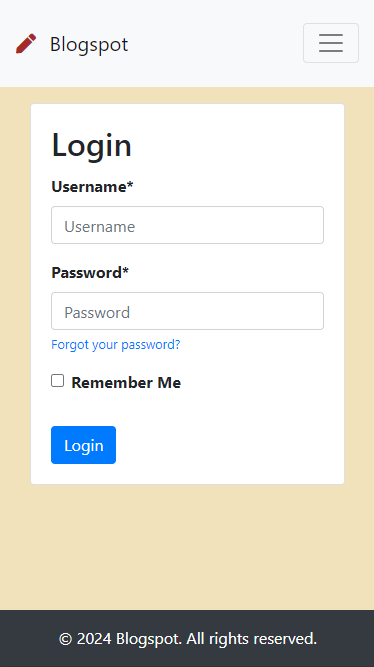 Blogspot
Login
Username*
Username
Password*
Password
Forgot your password?
Remember Me
Login
© 2024 Blogspot. All rights reserved.